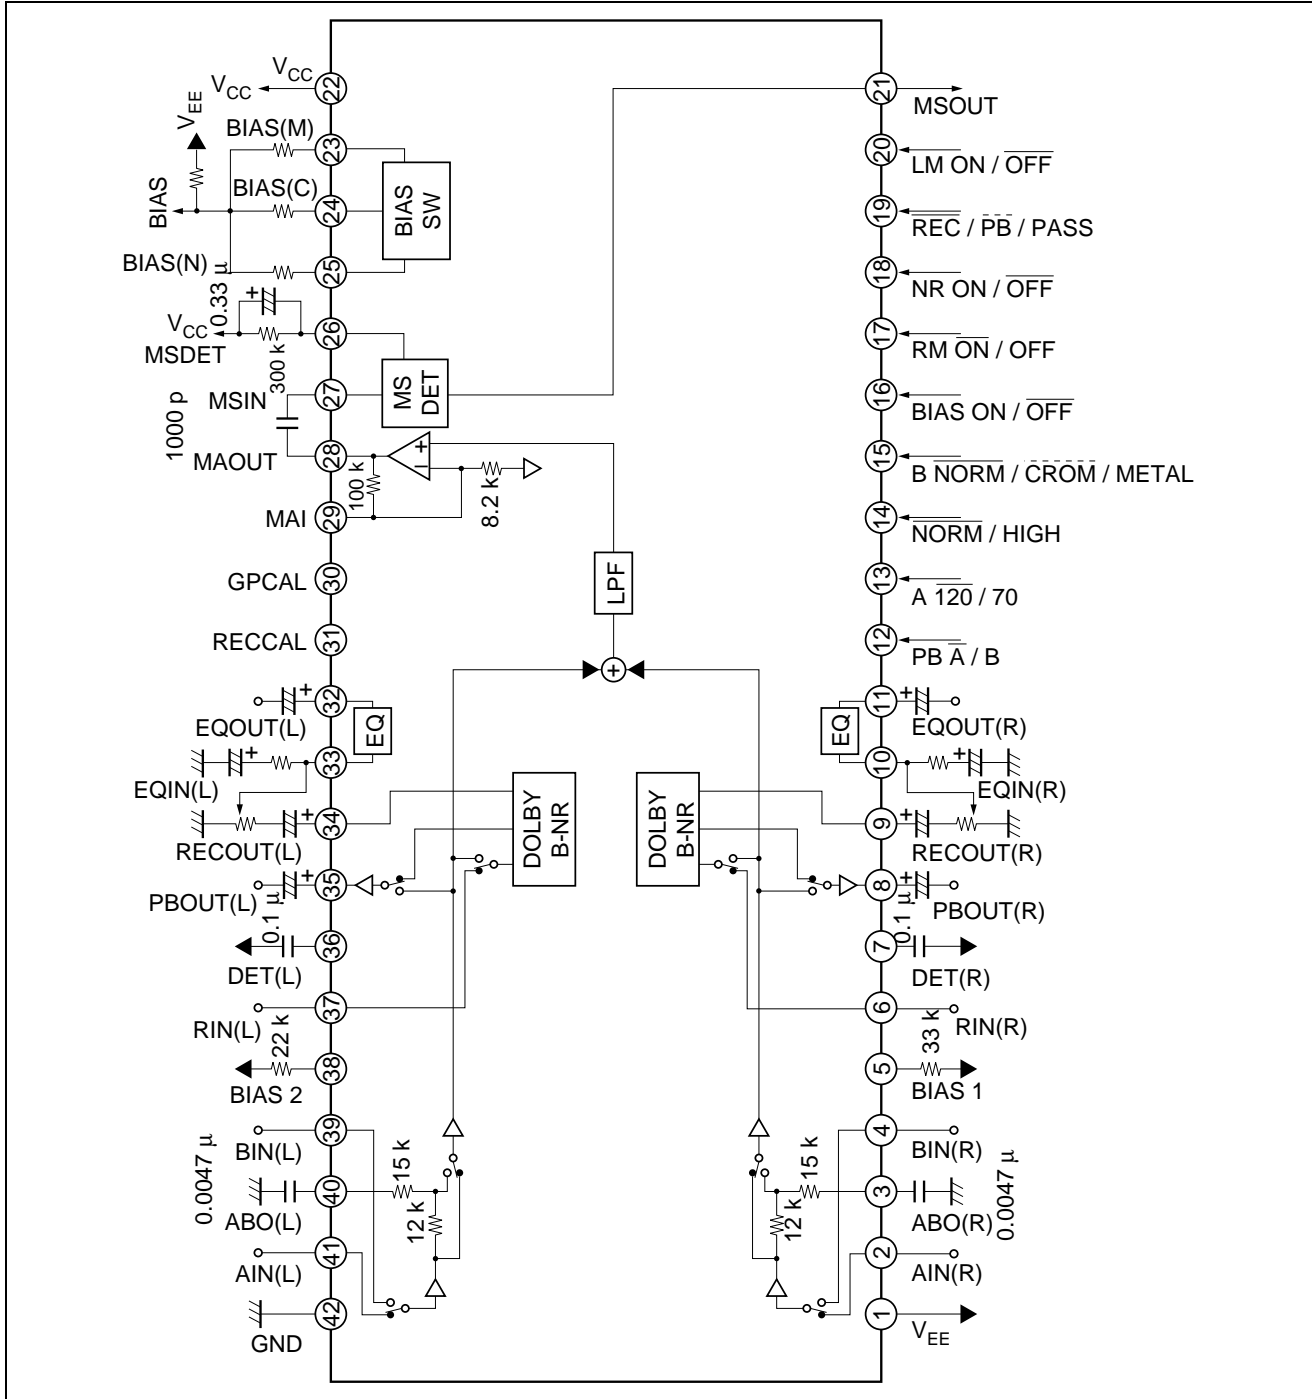 V_CC
V_CC
22
V_EE
BIAS(M)
23
BIAS
BIAS(C)
24
BIAS SW
BIAS(N)
25
0.33 μ
+
V_CC
MSDET
26
300 k
MSIN
27
MS DET
1000 p
MAOUT
28
+
−
100 k
8.2 k
MAI
29
GPCAL
30
RECCAL
31
LPF
+
+
32
EQOUT(L)
EQ
+
33
EQIN(L)
+
34
RECOUT(L)
DOLBY B-NR
+
35
PBOUT(L)
0.1 μ
36
DET(L)
37
RIN(L)
22 k
38
BIAS 2
39
BIN(L)
0.0047 μ
15 k
40
ABO(L)
12 k
41
AIN(L)
42
GND
21
MSOUT
20
LM ON / OFF
19
REC / PB / PASS
18
NR ON / OFF
17
RM ON / OFF
16
BIAS ON / OFF
15
B NORM / CROM / METAL
14
NORM / HIGH
13
A 120 / 70
12
PB A / B
11
+
EQOUT(R)
EQ
10
+
EQIN(R)
9
+
RECOUT(R)
DOLBY B-NR
8
+
PBOUT(R)
0.1 μ
7
DET(R)
6
RIN(R)
33 k
5
BIAS 1
4
BIN(R)
15 k
3
ABO(R)
0.0047 μ
12 k
2
AIN(R)
1
V_EE